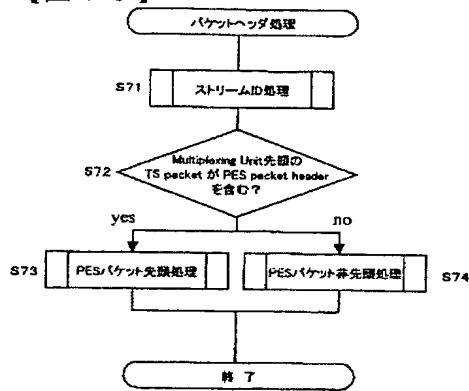 パケットヘッダ処理
S71
ストリームID処理
S72
Multiplexing Unit先頭の
TS packet が PES packet header
を含む？
yes
no
S73
PESパケット先頭処理
PESパケット非先頭処理
S74
終了